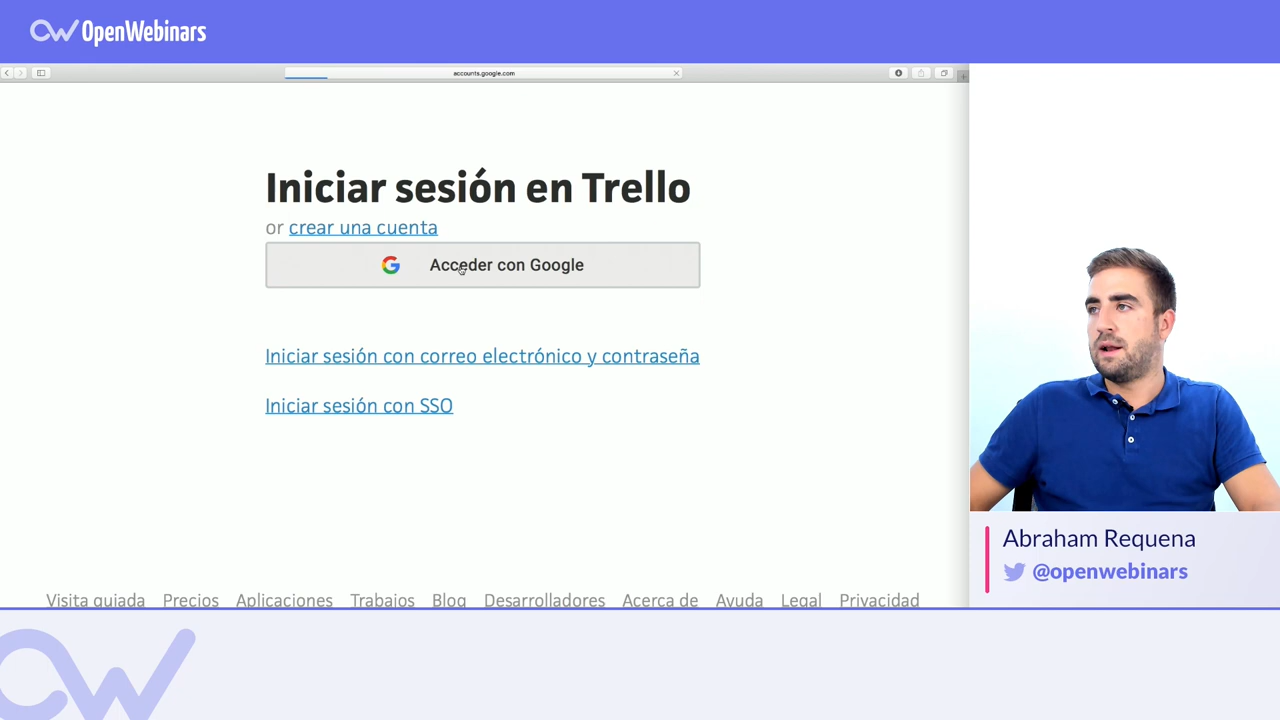 OpenWebinars
accounts.google.com
Iniciar sesión en Trello
or crear una cuenta
Acceder con Google
Iniciar sesión con correo electrónico y contraseña
Iniciar sesión con SSO
Visita guiada Precios Aplicaciones Trabajos Blog Desarrolladores Acerca de Ayuda Legal Privacidad
Abraham Requena
@openwebinars